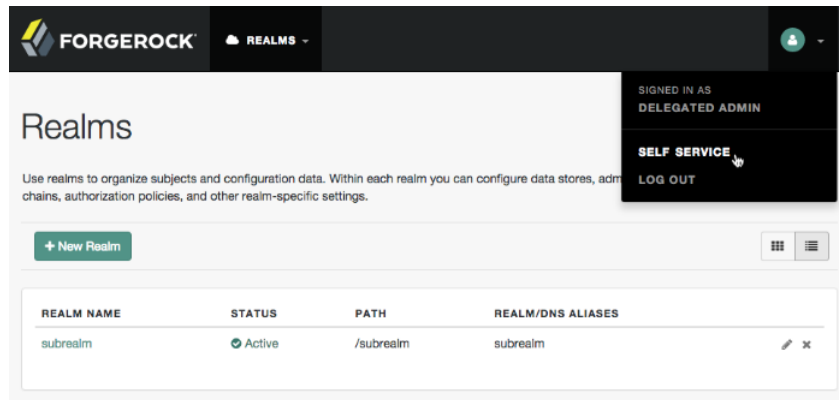 FORGEROCK
REALMS
SIGNED IN AS
DELEGATED ADMIN
SELF SERVICE
LOG OUT
Realms
Use realms to organize subjects and configuration data. Within each realm you can configure data stores, adm
chains, authorization policies, and other realm-specific settings.
+ New Realm
REALM NAME STATUS PATH REALM/DNS ALIASES
subrealm Active /subrealm subrealm